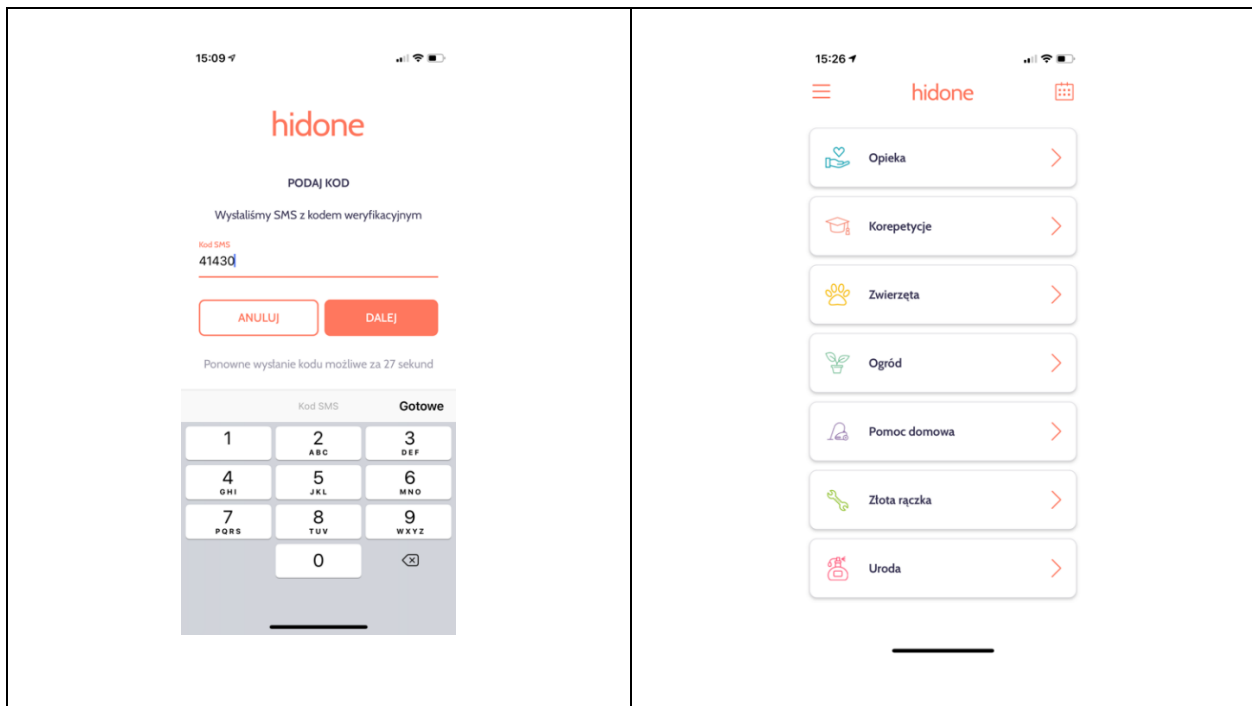 15:09
hidone
PODAJ KOD
Wysłaliśmy SMS z kodem weryfikacyjnym
Kod SMS
41430
ANULUJ
DALEJ
Ponowne wysłanie kodu możliwe za 27 sekund
Kod SMS
Gotowe
1
2
ABC
3
DEF
4
GHI
5
JKL
6
MNO
7
PQRS
8
TUV
9
WXYZ
0
15:26
hidone
Opieka
Korepetycje
Zwierzęta
Ogród
Pomoc domowa
Złota rączka
Uroda